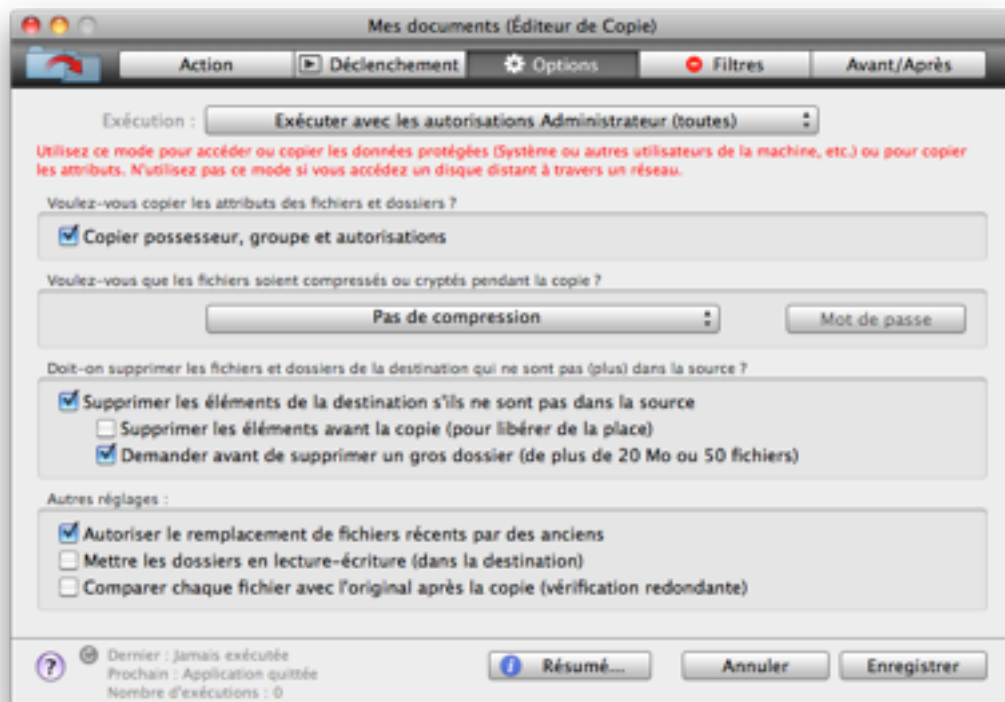 Mes documents (Éditeur de Copie)
Action
Déclenchement
Options
Filtres
Avant/Après
Exécution :
Exécuter avec les autorisations Administrateur (toutes)
Utilisez ce mode pour accéder ou copier les données protégées (Système ou autres utilisateurs de la machine, etc.) ou pour copier
les attributs. N'utilisez pas ce mode si vous accédez un disque distant à travers un réseau.
Voulez-vous copier les attributs des fichiers et dossiers ?
Copier possesseur, groupe et autorisations
Voulez-vous que les fichiers soient compressés ou cryptés pendant la copie ?
Pas de compression
Mot de passe
Doit-on supprimer les fichiers et dossiers de la destination qui ne sont pas (plus) dans la source ?
Supprimer les éléments de la destination s'ils ne sont pas dans la source
Supprimer les éléments avant la copie (pour libérer de la place)
Demander avant de supprimer un gros dossier (de plus de 20 Mo ou 50 fichiers)
Autres réglages :
Autoriser le remplacement de fichiers récents par des anciens
Mettre les dossiers en lecture-écriture (dans la destination)
Comparer chaque fichier avec l'original après la copie (vérification redondante)
?
Dernier : Jamais exécutée
Prochain : Application quittée
Nombre d'exécutions : 0
Résumé...
Annuler
Enregistrer